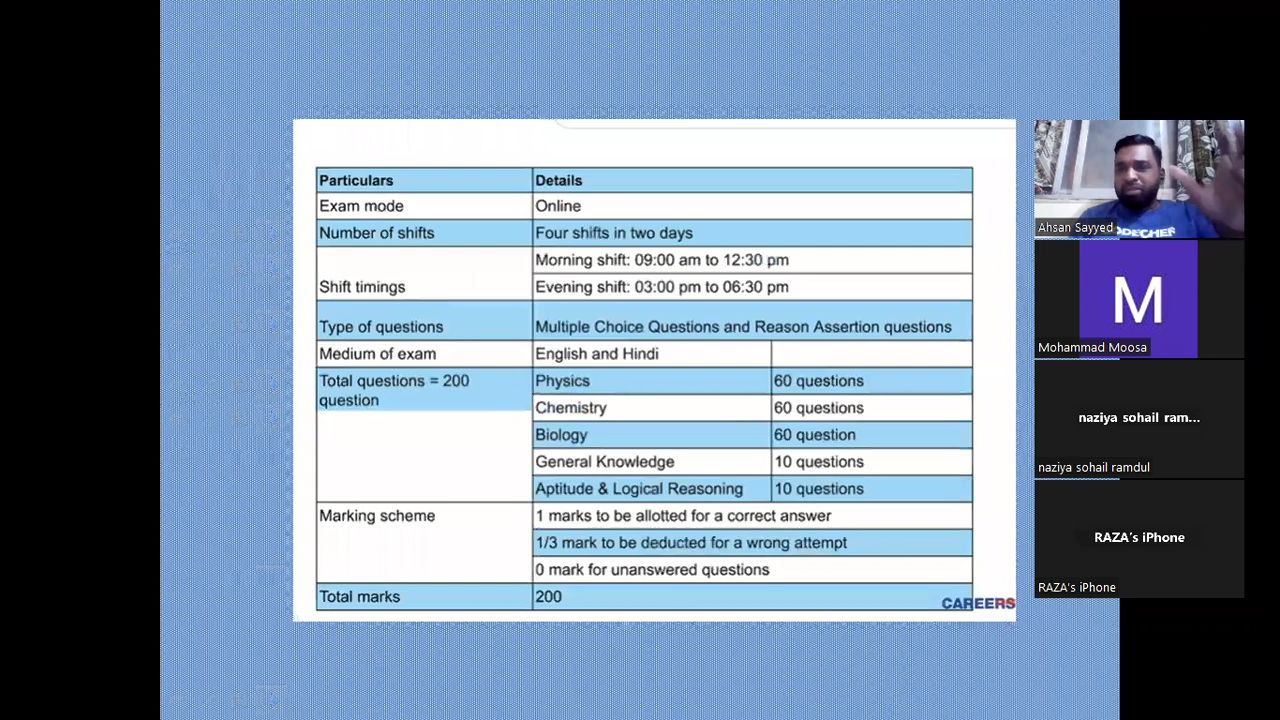 Particulars Details
Exam mode Online
Number of shifts Four shifts in two days
Morning shift: 09:00 am to 12:30 pm
Shift timings Evening shift: 03:00 pm to 06:30 pm
Type of questions Multiple Choice Questions and Reason Assertion questions
Medium of exam English and Hindi
Total questions = 200
question
Physics 60 questions
Chemistry 60 questions
Biology 60 question
General Knowledge 10 questions
Aptitude & Logical Reasoning 10 questions
Marking scheme 1 marks to be allotted for a correct answer
1/3 mark to be deducted for a wrong attempt
0 mark for unanswered questions
Total marks 200
CAREERS
Ahsan Sayyed
M
Mohammad Moosa
naziya sohail ram...
naziya sohail ramdul
RAZA's iPhone
RAZA's iPhone